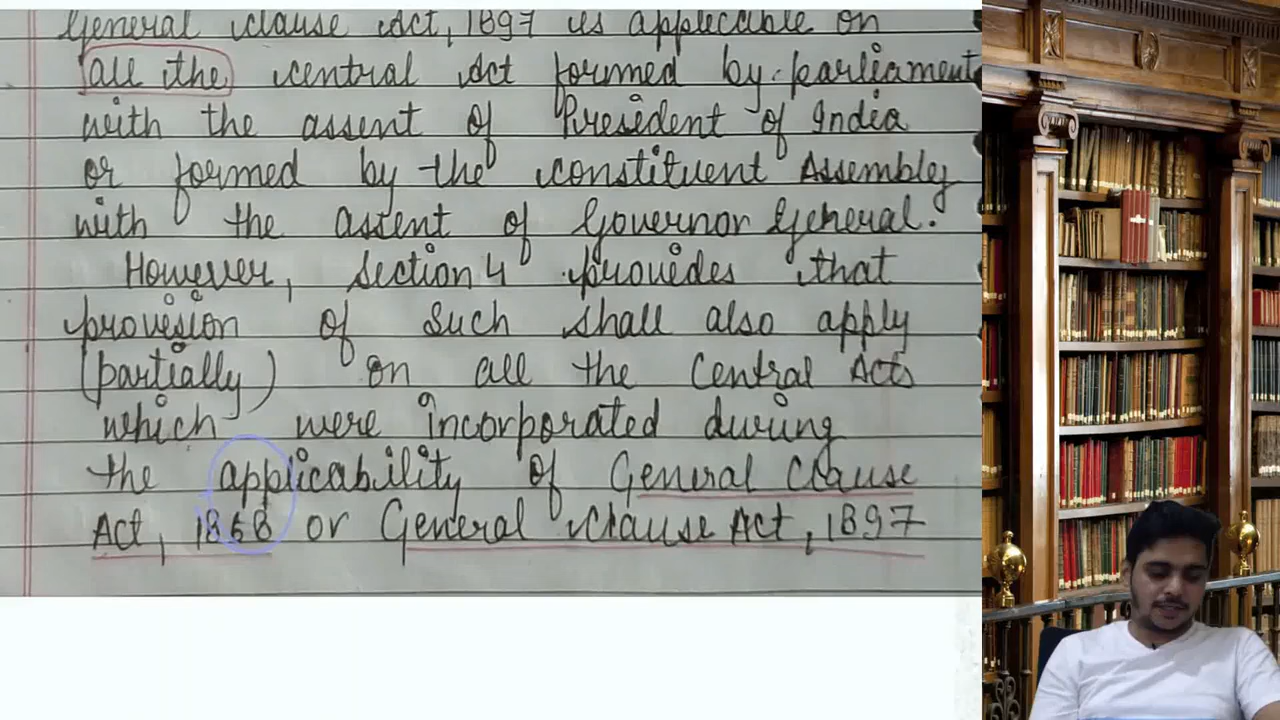 General Clause Act, 1897 is applicable on
all the central Act formed by parliament
with the assent of President of India
or formed by the constituent Assembly
with the assent of Governor General.
However, section 4 provides that
provision of such shall also apply
(partially) on all the Central Acts
which were incorporated during
the applicability of General Clause
Act, 1868 or General Clause Act, 1897